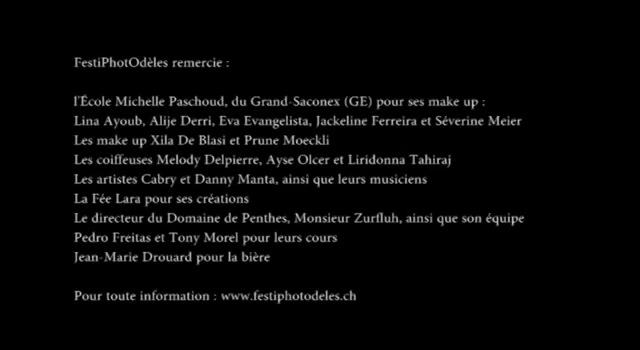 FestiPhotOdèles remercie :
l'École Michelle Paschoud, du Grand-Saconex (GE) pour ses make up :
Lina Ayoub, Alije Derri, Eva Evangelista, Jackeline Ferreira et Séverine Meier
Les make up Xila De Blasi et Prune Moeckli
Les coiffeuses Melody Delpierre, Ayse Olcer et Liridonna Tahiraj
Les artistes Cabry et Danny Manta, ainsi que leurs musiciens
La Fée Lara pour ses créations
Le directeur du Domaine de Penthes, Monsieur Zurfluh, ainsi que son équipe
Pedro Freitas et Tony Morel pour leurs cours
Jean-Marie Drouard pour la bière
Pour toute information : www.festiphotodeles.ch